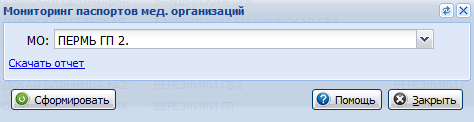 Мониторинг паспортов мед. организаций
МО: ПЕРМЬ ГП 2.
Скачать отчет
Сформировать Помощь Закрыть